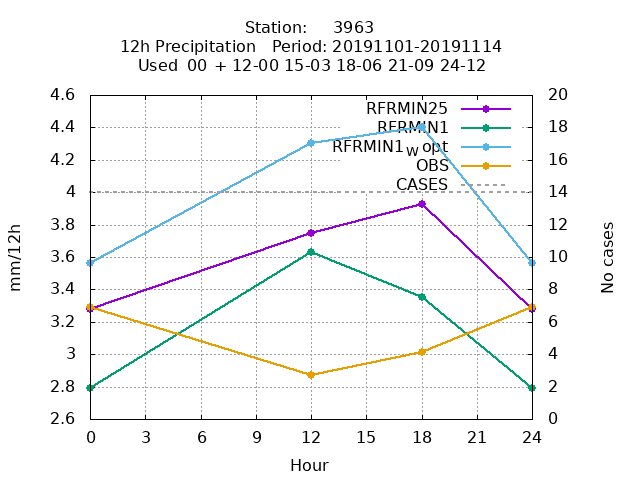 Station: 3963
12h Precipitation Period: 20191101-20191114
Used 00 + 12-00 15-03 18-06 21-09 24-12
4.6
4.4
4.2
4
3.8
3.6
3.4
3.2
3
2.8
2.6
mm/12h
RFRMIN25
RFRMIN1
RFRMIN1w opt
OBS
CASES
20
18
16
14
12
10
8
6
4
2
0
No cases
0 3 6 9 12 15 18 21 24
Hour